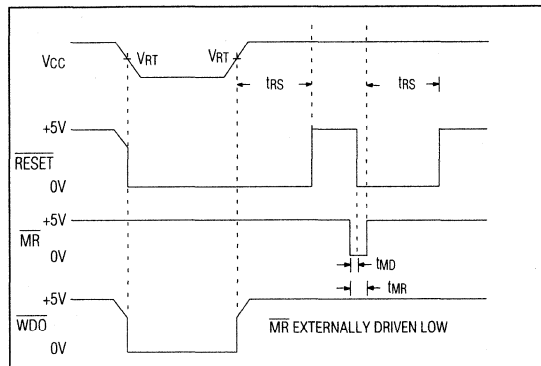 VCC
VRT
VRT
tRS
tRS
+5V
RESET
0V
+5V
MR
0V
tMD
tMR
+5V
WDO
0V
MR EXTERNALLY DRIVEN LOW